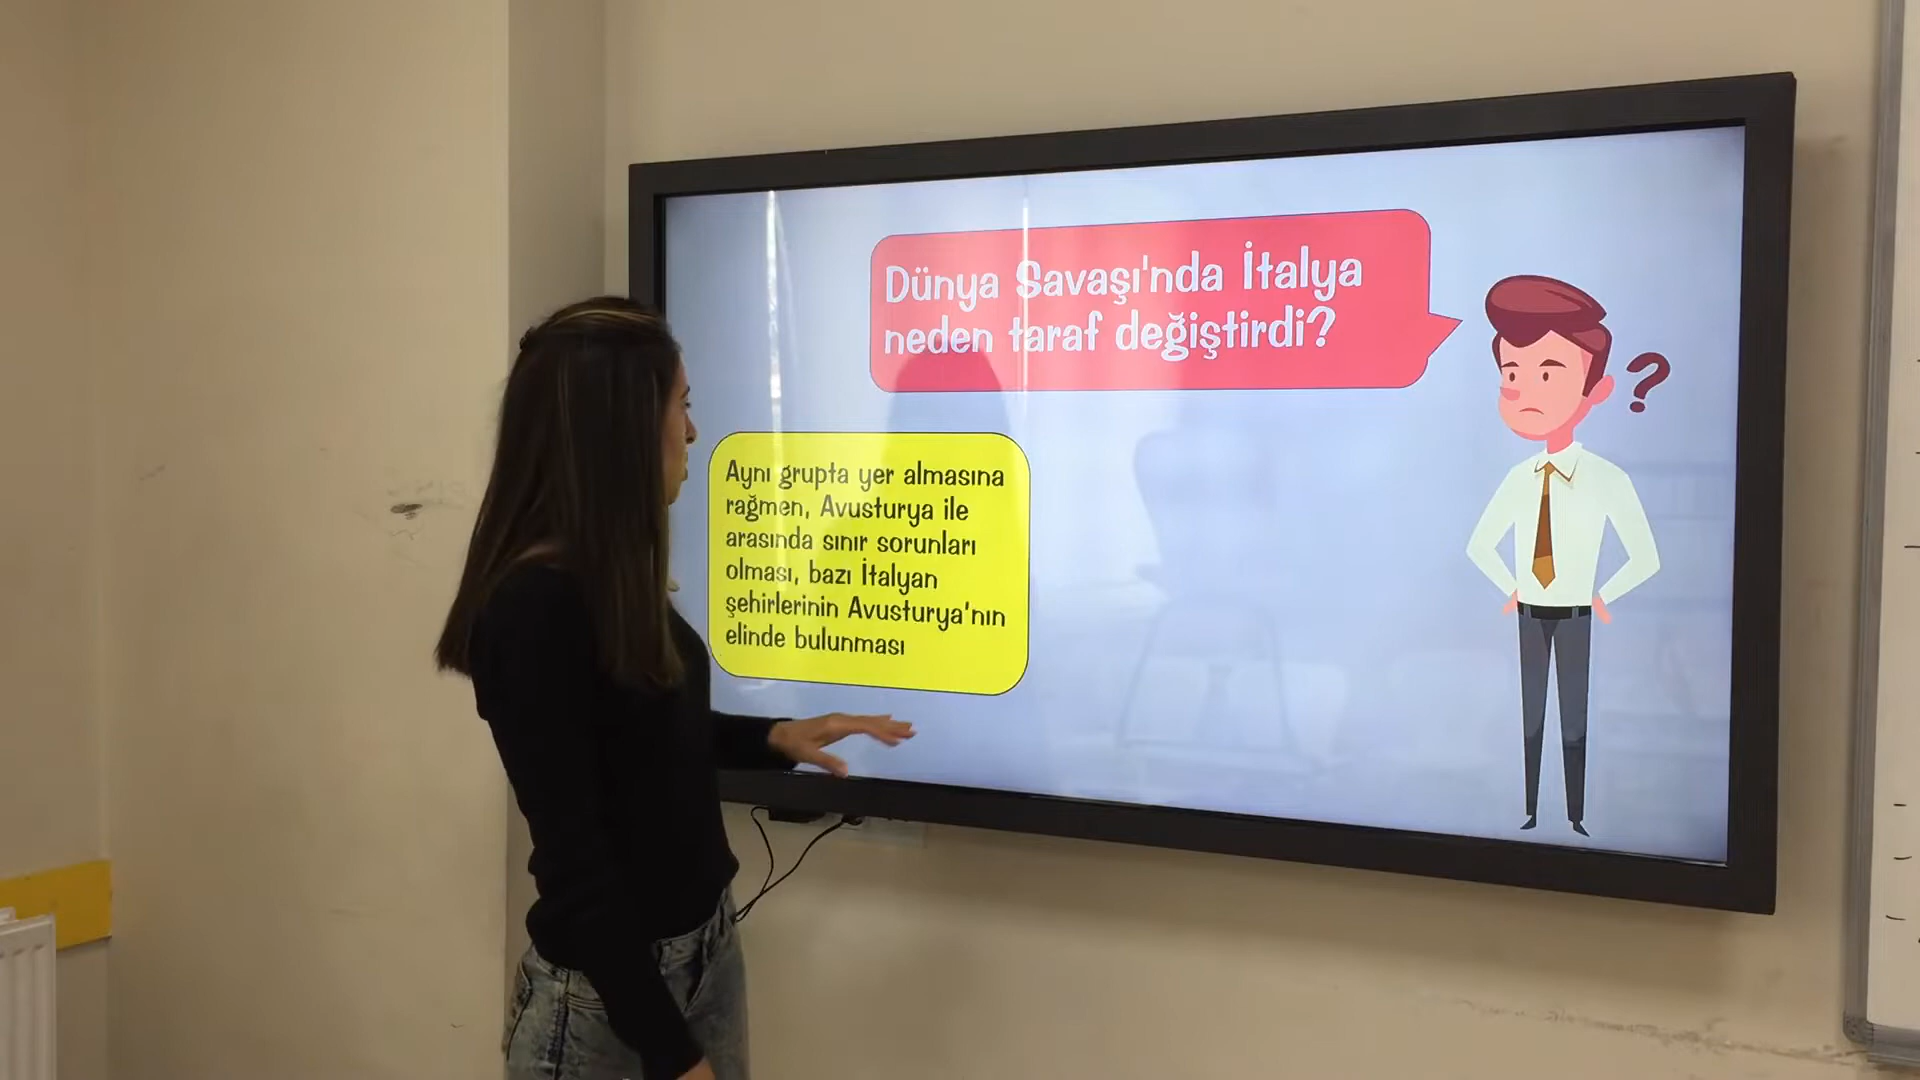 Dünya Savaşı'nda İtalya
neden taraf değiştirdi?
?
Aynı grupta yer almasına
rağmen, Avusturya ile
arasında sınır sorunları
olması, bazı İtalyan
şehirlerinin Avusturya'nın
elinde bulunması